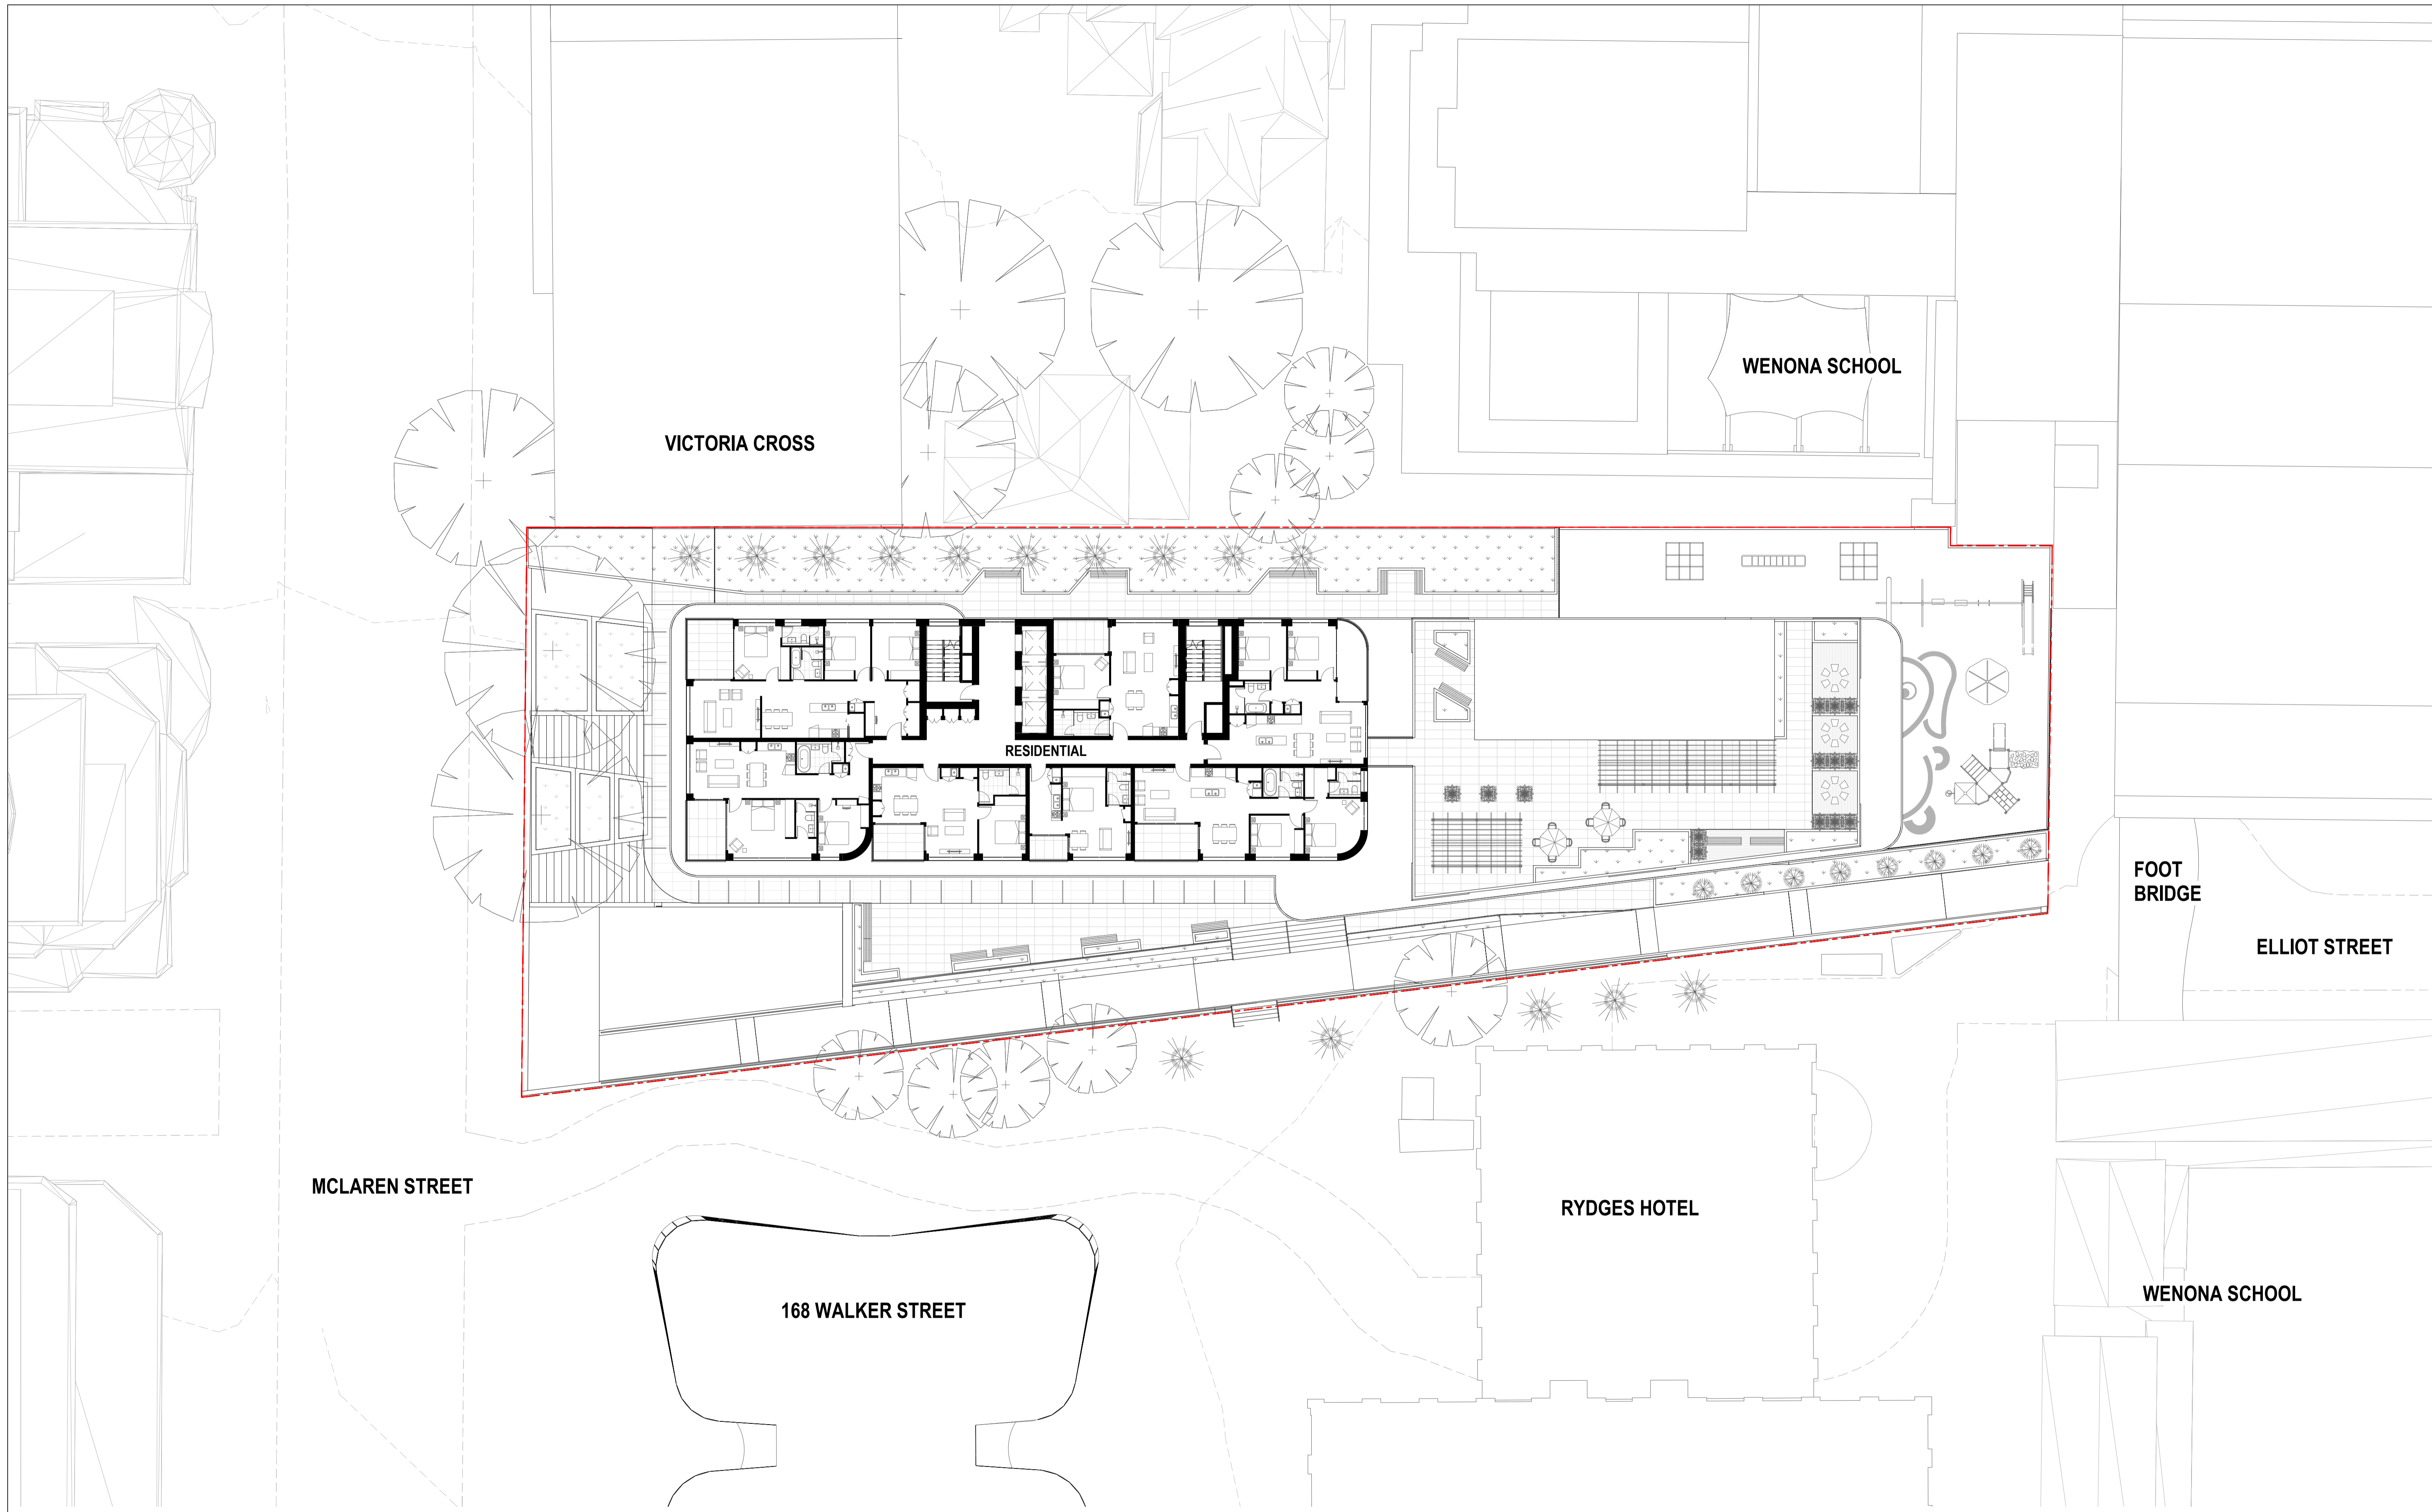 WENONA SCHOOL
VICTORIA CROSS
RESIDENTIAL
FOOT
BRIDGE
ELLIOT STREET
MCLAREN STREET
RYDGES HOTEL
WENONA SCHOOL
168 WALKER STREET